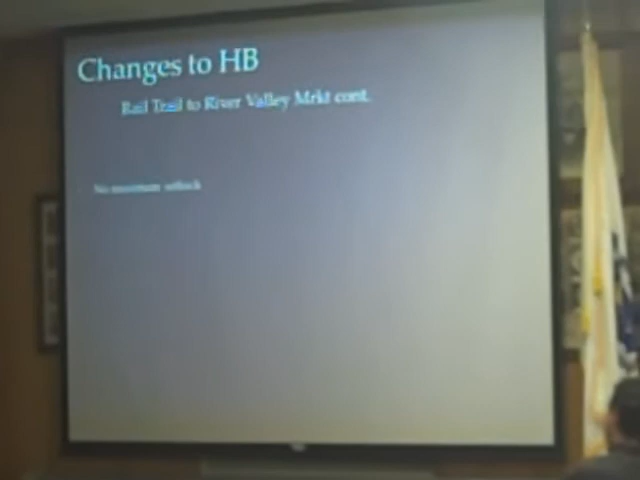 Changes to HB
Rail Trail to River Valley Mrkt cont.
No maximum setback